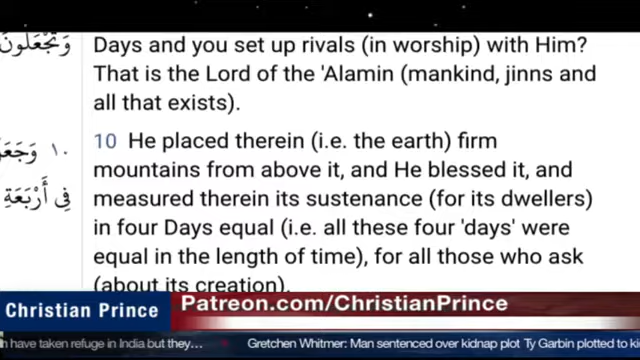 وَتَجْعَلُونَ
Days and you set up rivals (in worship) with Him?
That is the Lord of the 'Alamin (mankind, jinns and
all that exists).
١٠ وَجَعَ
10 He placed therein (i.e. the earth) firm
mountains from above it, and He blessed it, and
فِي أَرْبَعَةِ
measured therein its sustenance (for its dwellers)
in four Days equal (i.e. all these four 'days' were
equal in the length of time), for all those who ask
(about its creation).
Christian Prince
Patreon.com/ChristianPrince
have taken refuge in India but they...
Gretchen Whitmer: Man sentenced over kidnap plot Ty Garbin plotted to ki